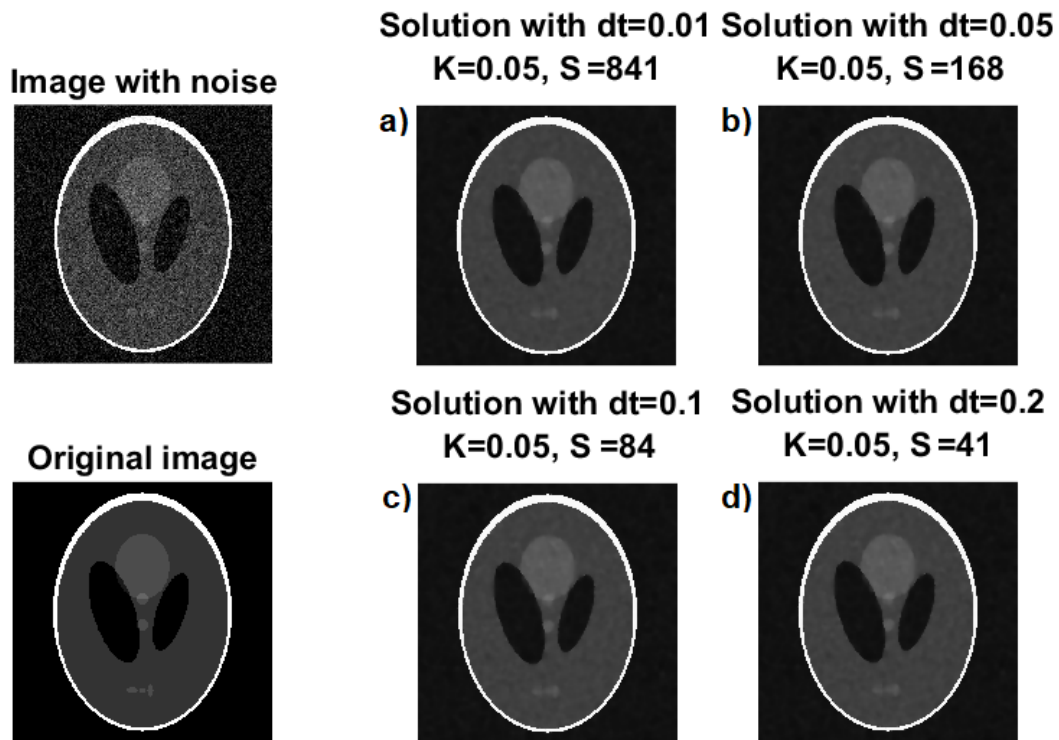 Image with noise
Solution with dt=0.01
K=0.05, S =841
a)
Solution with dt=0.05
K=0.05, S =168
b)
Original image
Solution with dt=0.1
K=0.05, S =84
c)
Solution with dt=0.2
K=0.05, S =41
d)